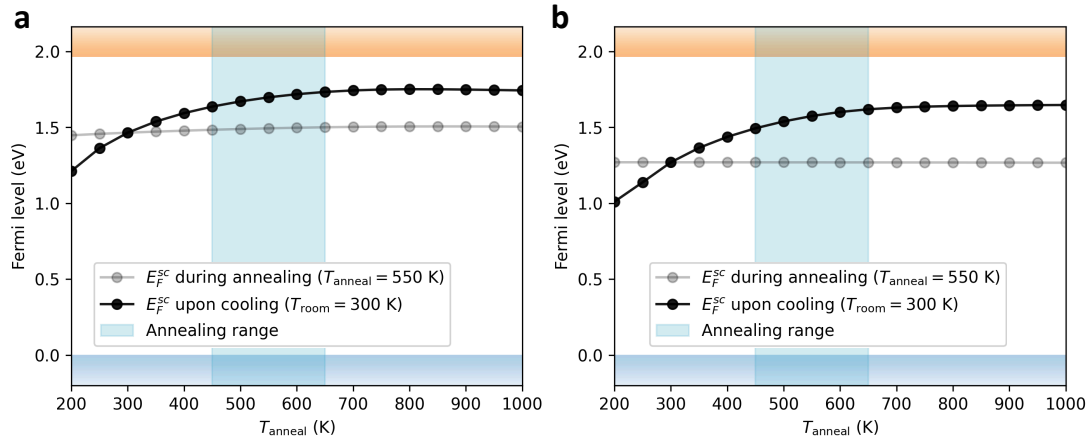 a
Fermi level (eV)
2.0
1.5
1.0
0.5
0.0
E_F^{sc} during annealing (T_anneal = 550 K)
E_F^{sc} upon cooling (T_room = 300 K)
Annealing range
200 300 400 500 600 700 800 900 1000
T_anneal (K)
b
Fermi level (eV)
2.0
1.5
1.0
0.5
0.0
E_F^{sc} during annealing (T_anneal = 550 K)
E_F^{sc} upon cooling (T_room = 300 K)
Annealing range
200 300 400 500 600 700 800 900 1000
T_anneal (K)